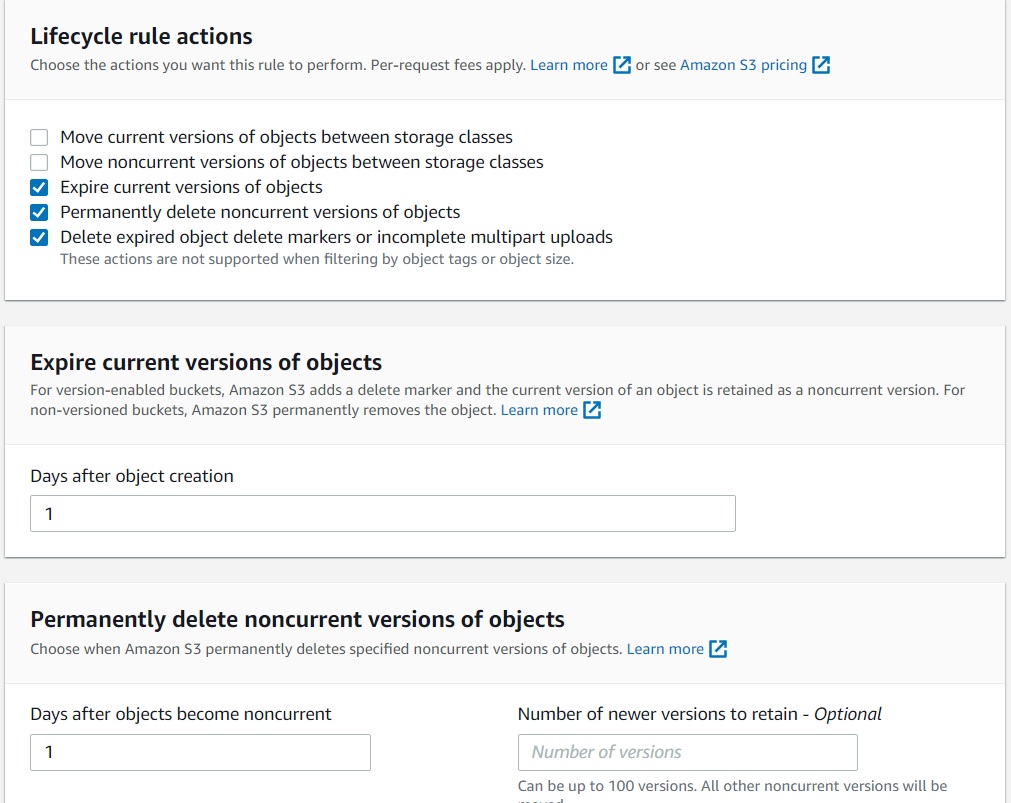 Lifecycle rule actions
Choose the actions you want this rule to perform. Per-request fees apply. Learn more or see Amazon S3 pricing
Move current versions of objects between storage classes
Move noncurrent versions of objects between storage classes
Expire current versions of objects
Permanently delete noncurrent versions of objects
Delete expired object delete markers or incomplete multipart uploads
These actions are not supported when filtering by object tags or object size.
Expire current versions of objects
For version-enabled buckets, Amazon S3 adds a delete marker and the current version of an object is retained as a noncurrent version. For
non-versioned buckets, Amazon S3 permanently removes the object. Learn more
Days after object creation
1
Permanently delete noncurrent versions of objects
Choose when Amazon S3 permanently deletes specified noncurrent versions of objects. Learn more
Days after objects become noncurrent
1
Number of newer versions to retain - Optional
Number of versions
Can be up to 100 versions. All other noncurrent versions will be